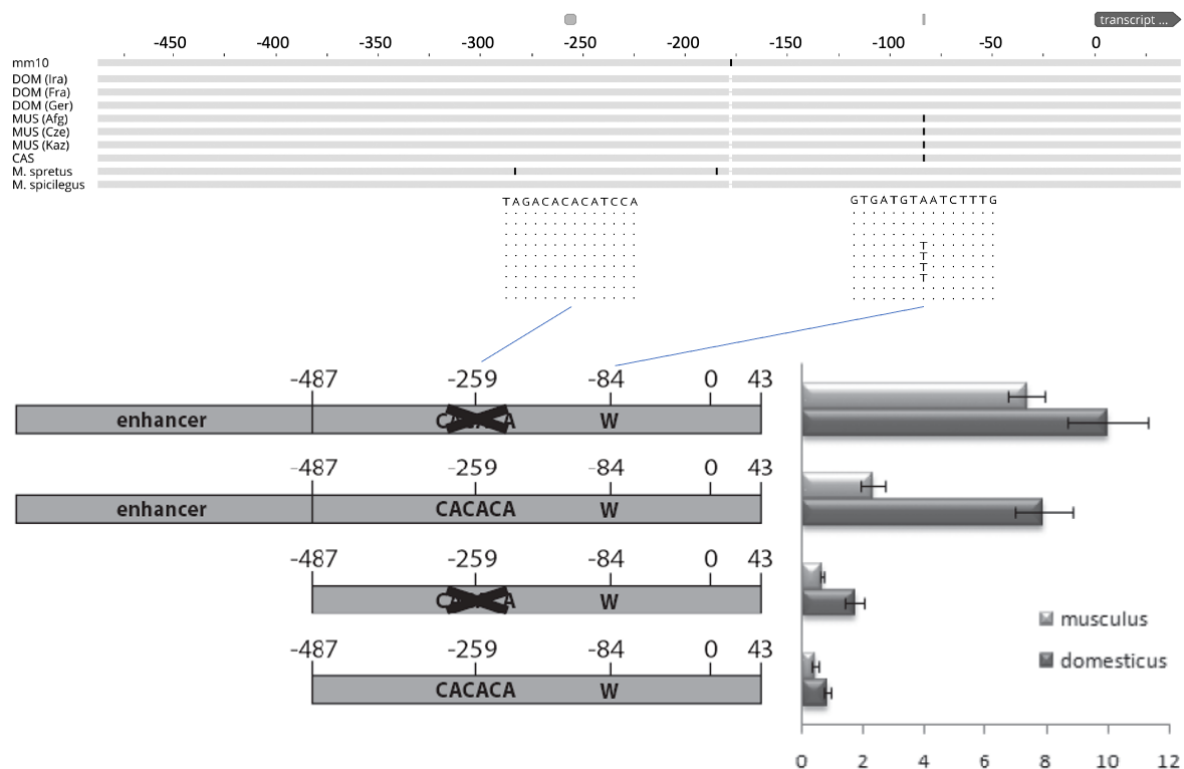 transcript ...
-450 -400 -350 -300 -250 -200 -150 -100 -50 0
mm10
DOM (Ira)
DOM (Fra)
DOM (Ger)
MUS (Afg)
MUS (Cze)
MUS (Kaz)
CAS
M. spretus
M. spicilegus
TAGACACACATCCA GTGATGTAATCTTTG
T
T
T
T
-487 -259 -84 0 43
enhancer W
-487 -259 -84 0 43
enhancer CACACA W
-487 -259 -84 0 43
W
musculus
domesticus
-487 -259 -84 0 43
CACACA W
0 2 4 6 8 10 12